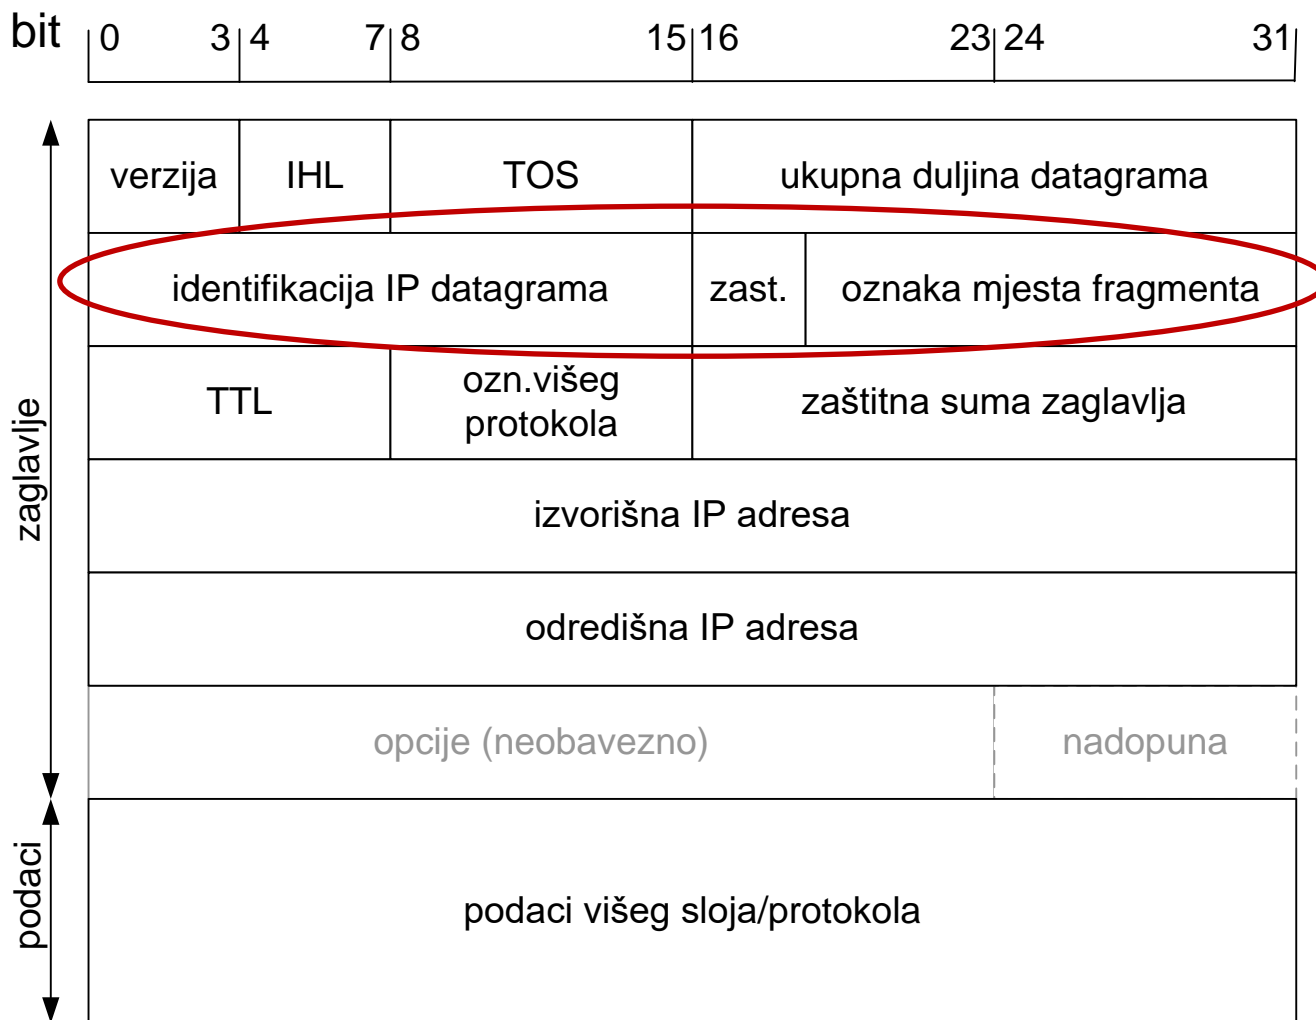 bit 0 3 4 7 8 15 16 23 24 31
verzija IHL TOS ukupna duljina datagrama
identifikacija IP datagrama zast. oznaka mjesta fragmenta
TTL ozn.višeg
protokola zaštitna suma zaglavlja
izvorišna IP adresa
odredišna IP adresa
opcije (neobavezno) nadopuna
podaci višeg sloja/protokola
zaglavlje
podaci